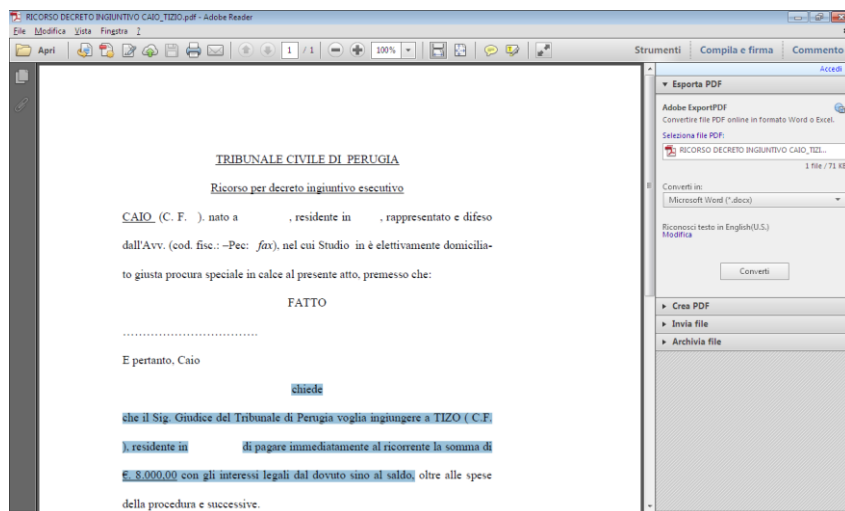 RICORSO DECRETO INGIUNTIVO CAIO_TIZIO.pdf - Adobe Reader
File Modifica Vista Finestra ?
Apri 1 / 1 100% Strumenti Compila e firma Commento
Accedi
Esporta PDF
Adobe ExportPDF
Convertire file PDF online in formato Word o Excel.
Seleziona file PDF:
RICORSO DECRETO INGIUNTIVO CAIO_TIZI...
1 file / 71 KB
Converti in:
Microsoft Word (*.docx)
Riconosci testo in English(U.S.)
Modifica
Converti
Crea PDF
Invia file
Archivia file
TRIBUNALE CIVILE DI PERUGIA
Ricorso per decreto ingiuntivo esecutivo
CAIO (C. F. ). nato a , residente in , rappresentato e difeso
dall'Avv. (cod. fisc.: –Pec: fax), nel cui Studio in è elettivamente domicilia-
to giusta procura speciale in calce al presente atto, premesso che:
FATTO
……………………………
E pertanto, Caio
chiede
che il Sig. Giudice del Tribunale di Perugia voglia ingiungere a TIZO ( C.F.
), residente in di pagare immediatamente al ricorrente la somma di
€. 8.000,00 con gli interessi legali dal dovuto sino al saldo, oltre alle spese
della procedura e successive.